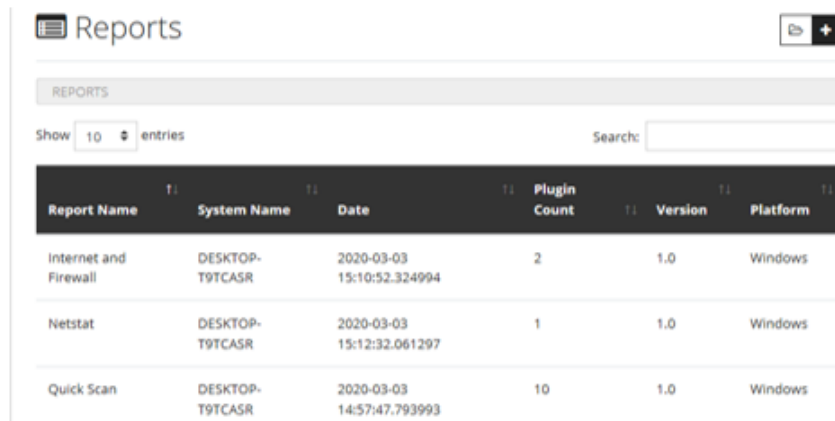 Reports
REPORTS
Show 10 entries
Search:
Report Name System Name Date Plugin Count Version Platform
Internet and Firewall DESKTOP-T9TCASR 2020-03-03 15:10:52.324994 2 1.0 Windows
Netstat DESKTOP-T9TCASR 2020-03-03 15:12:32.061297 1 1.0 Windows
Quick Scan DESKTOP-T9TCASR 2020-03-03 14:57:47.793993 10 1.0 Windows